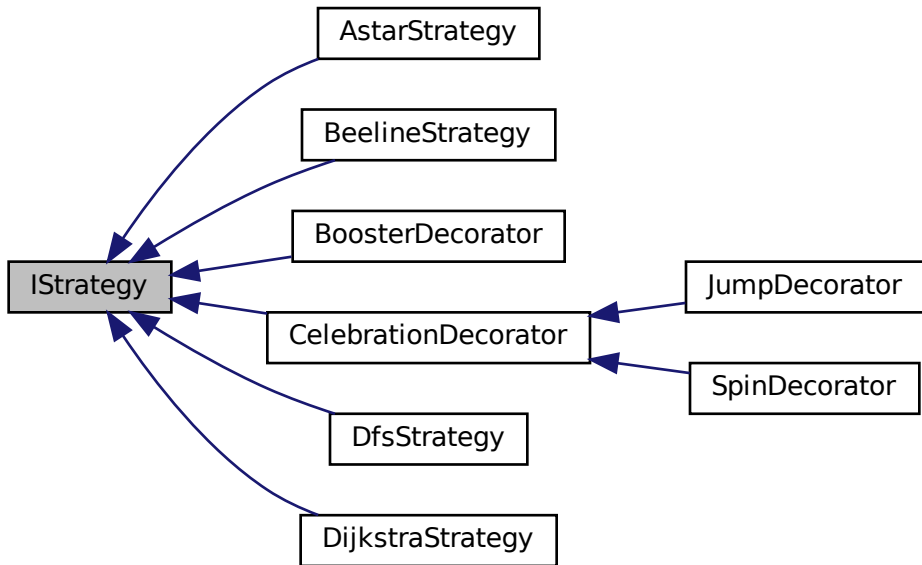 AstarStrategy
BeelineStrategy
BoosterDecorator
IStrategy
JumpDecorator
CelebrationDecorator
SpinDecorator
DfsStrategy
DijkstraStrategy